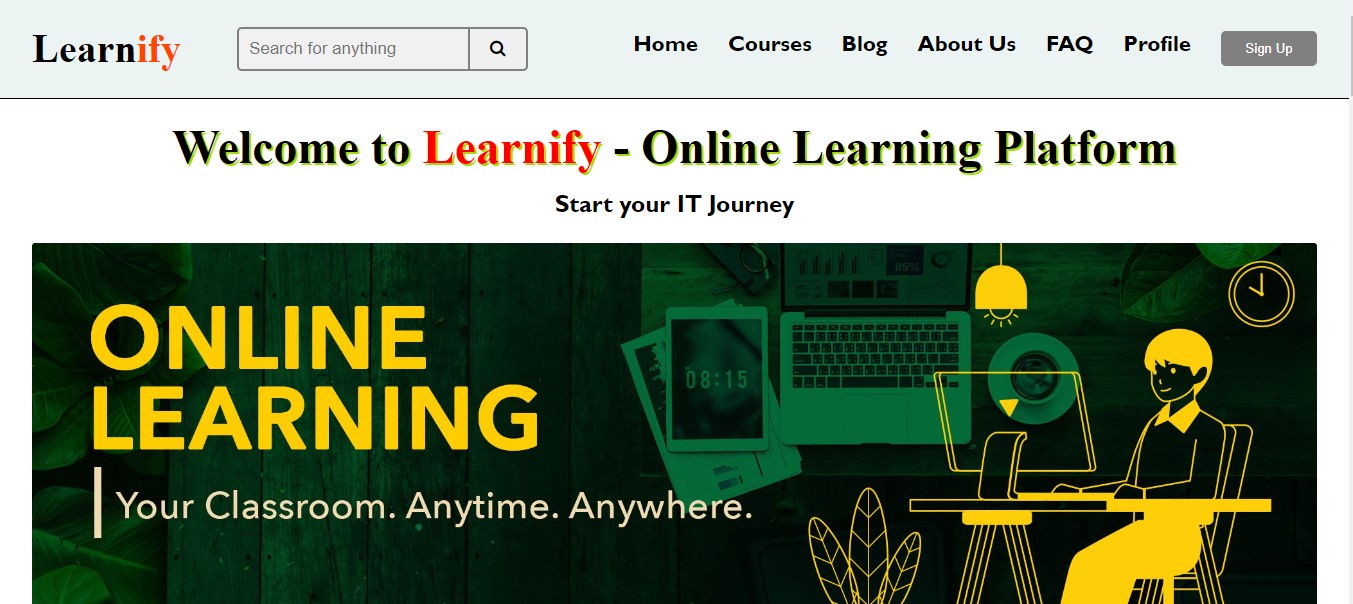 Learnify
Search for anything
Home Courses Blog About Us FAQ Profile Sign Up
Welcome to Learnify - Online Learning Platform
Start your IT Journey
85%
ONLINE
LEARNING
08:15
Your Classroom. Anytime. Anywhere.